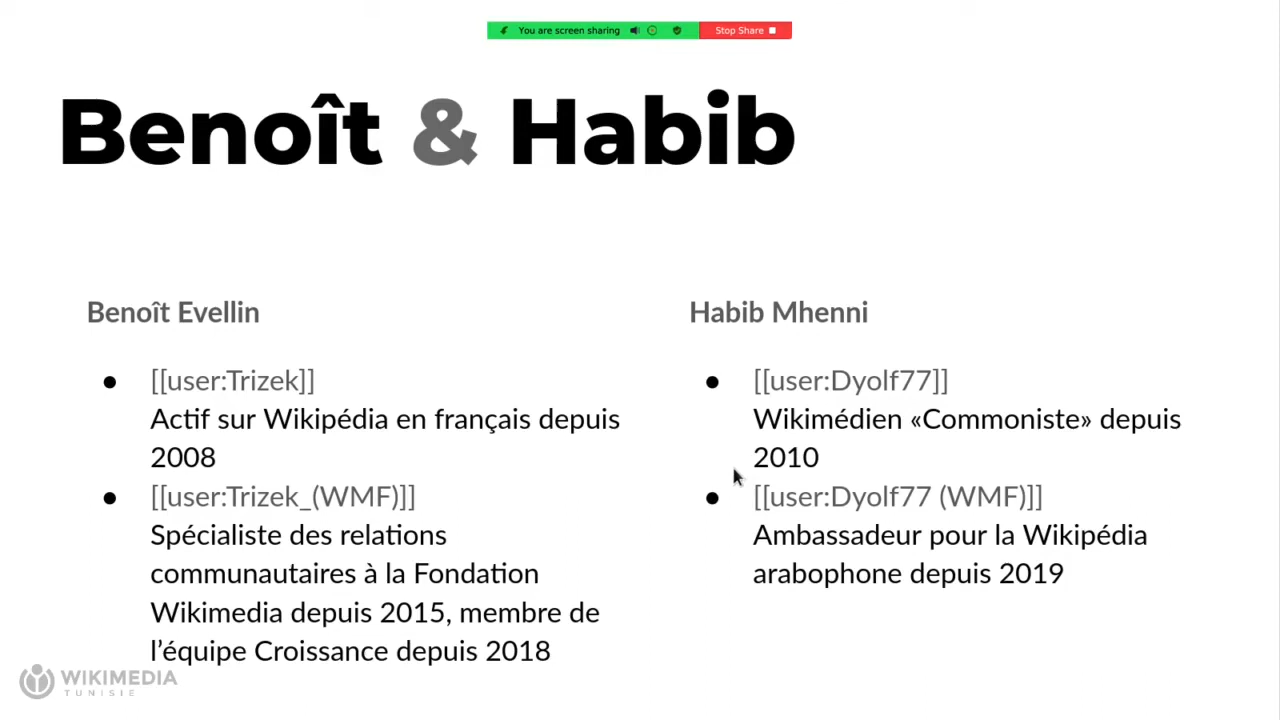 You are screen sharing
Stop Share
Benoît & Habib
Benoît Evellin
[[user:Trizek]]
Actif sur Wikipédia en français depuis
2008
[[user:Trizek_(WMF)]]
Spécialiste des relations
communautaires à la Fondation
Wikimedia depuis 2015, membre de
l’équipe Croissance depuis 2018
Habib Mhenni
[[user:Dyolf77]]
Wikimédien «Commoniste» depuis
2010
[[user:Dyolf77 (WMF)]]
Ambassadeur pour la Wikipédia
arabophone depuis 2019
WIKIMEDIA
TUNISIE